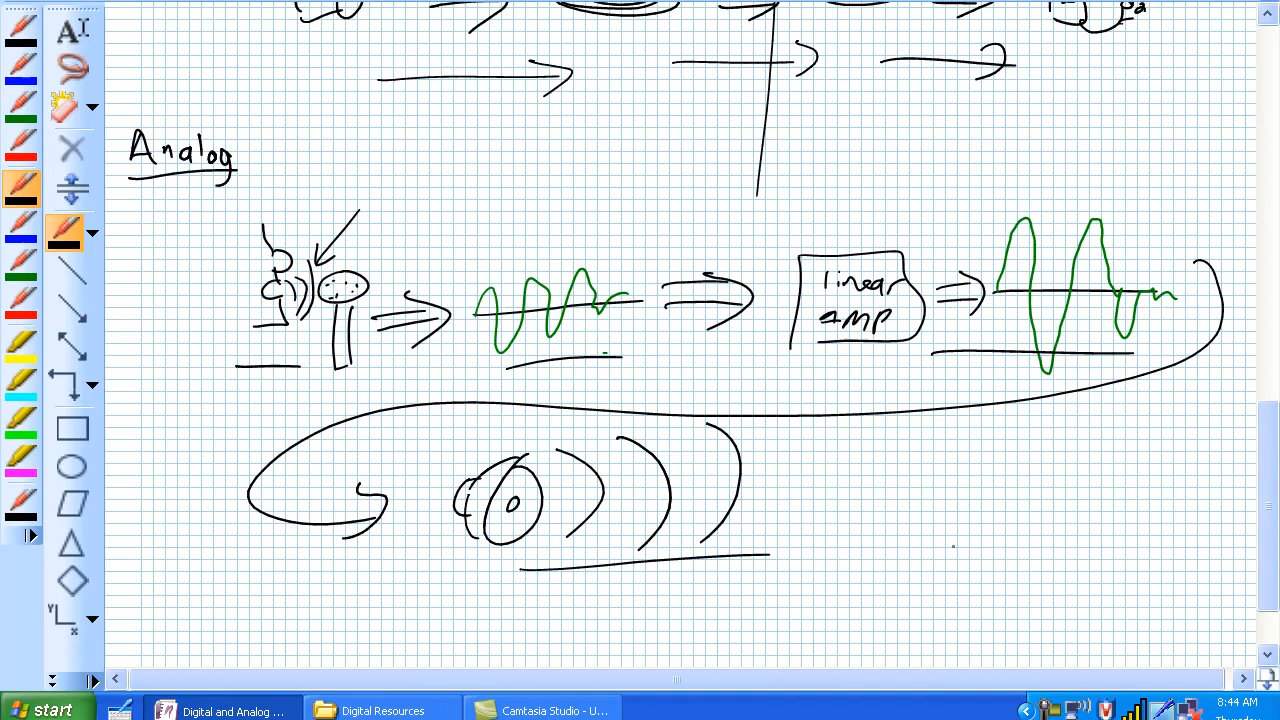 Analog
linear
amp
start
Digital and Analog ...
Digital Resources
Camtasia Studio - U...
8:44 AM